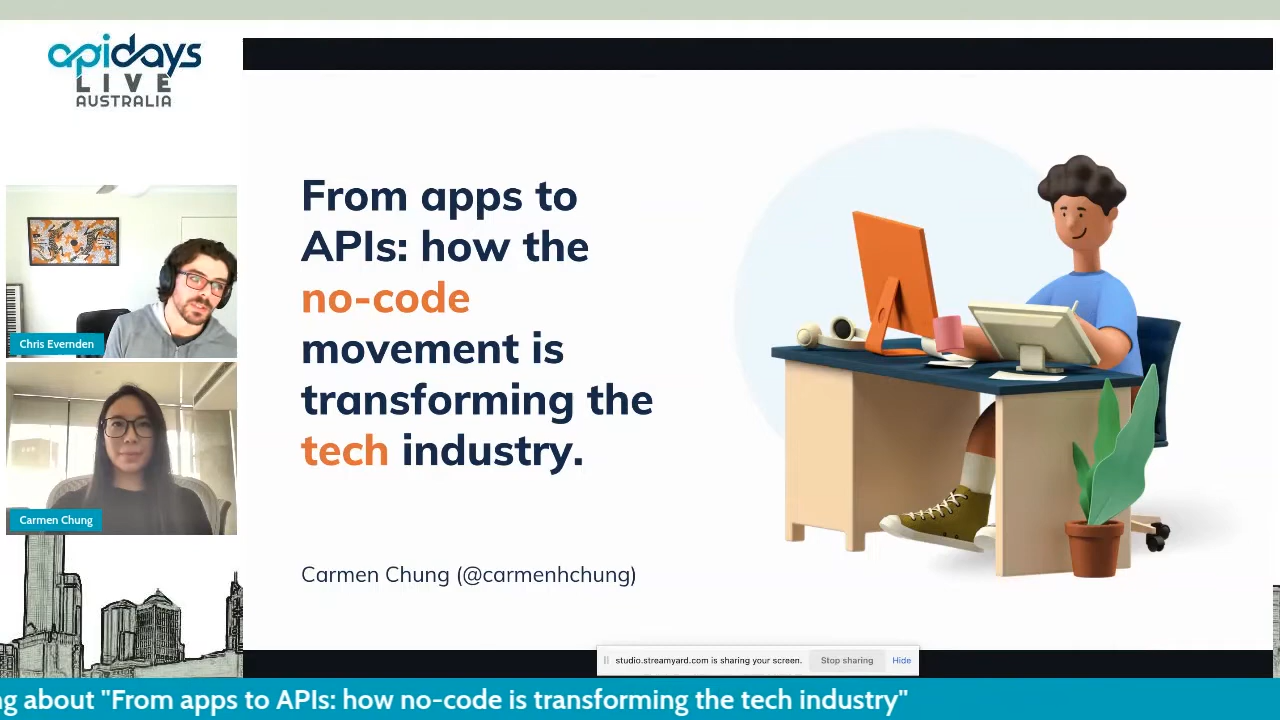 apidays
LIVE
AUSTRALIA
Chris Evernden
Carmen Chung
From apps to
APIs: how the
no-code
movement is
transforming the
tech industry.
Carmen Chung (@carmenhchung)
studio.streamyard.com is sharing your screen.
Stop sharing
Hide
about "From apps to APIs: how no-code is transforming the tech industry"